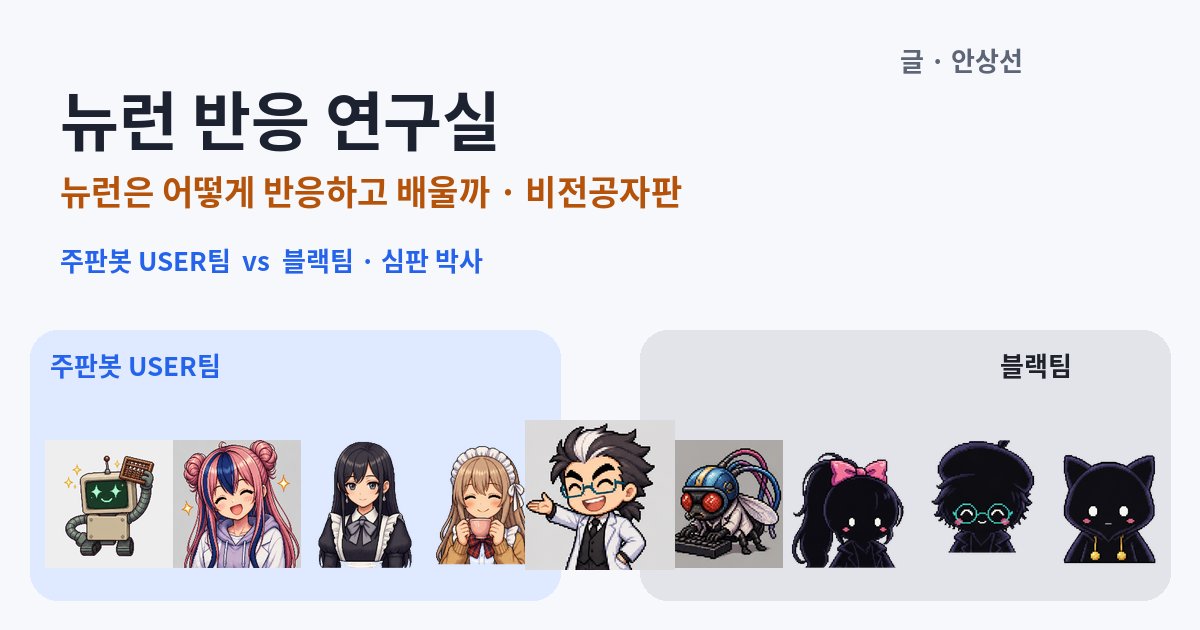 글 · 안상선
뉴런 반응 연구실
뉴런은 어떻게 반응하고 배울까 · 비전공자판
주판봇 USER팀 vs 블랙팀 · 심판 박사
주판봇 USER팀
블랙팀